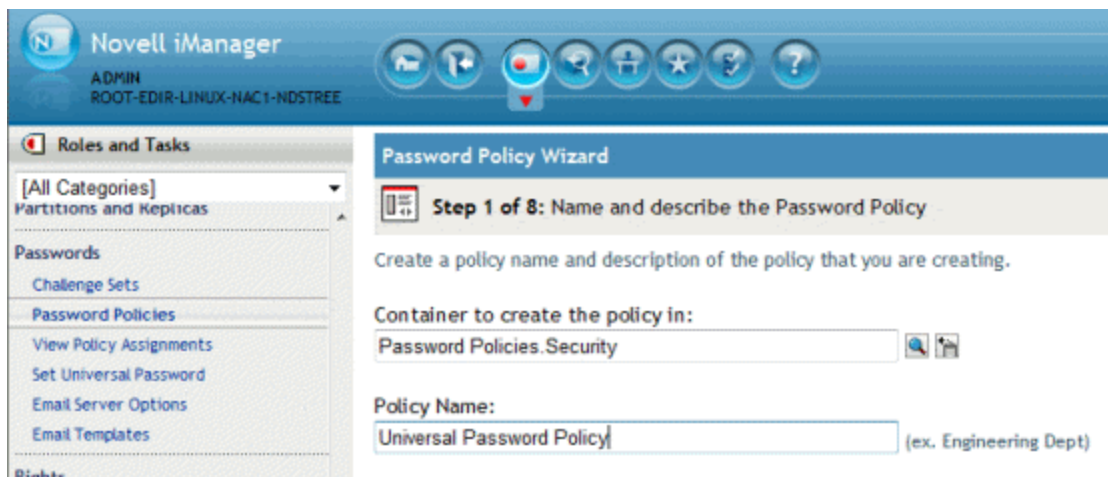 Novell iManager
ADMIN
ROOT-EDIR-LINUX-NAC1-NDSTREE
Roles and Tasks
[All Categories]
Partitions and Replicas
Passwords
Challenge Sets
Password Policies
View Policy Assignments
Set Universal Password
Email Server Options
Email Templates
Rights
Password Policy Wizard
Step 1 of 8: Name and describe the Password Policy
Create a policy name and description of the policy that you are creating.
Container to create the policy in:
Password Policies.Security
Policy Name:
Universal Password Policy
(ex. Engineering Dept)